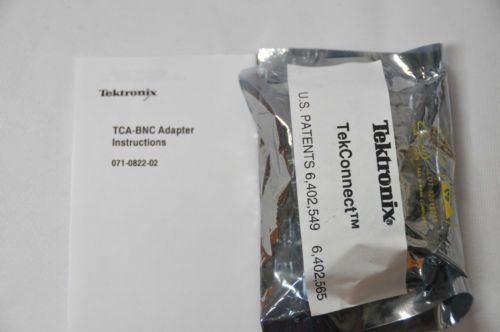 Tektronix
TCA-BNC Adapter
Instructions
071-0822-02
Tektronix®
TekConnect™
U.S. PATENTS 6,402,549 6,402,565